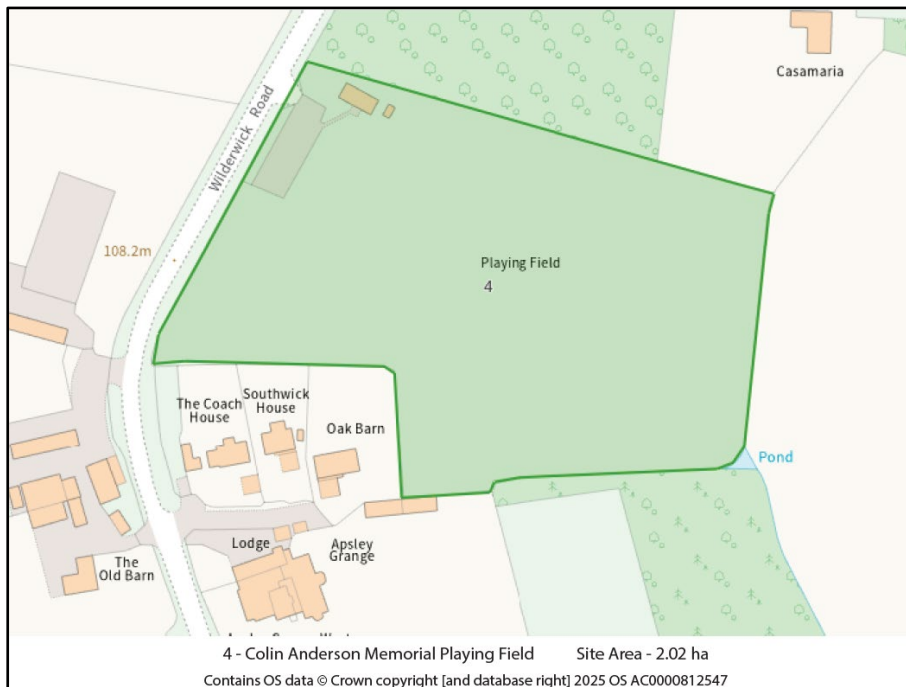 Casamaria
Wilderwick Road
108.2m
Playing Field
4
The Coach
House
Southwick
House
Oak Barn
Pond
Lodge
Apsley
Grange
The
Old Barn
4 - Colin Anderson Memorial Playing Field Site Area - 2.02 ha
Contains OS data © Crown copyright [and database right] 2025 OS AC0000812547